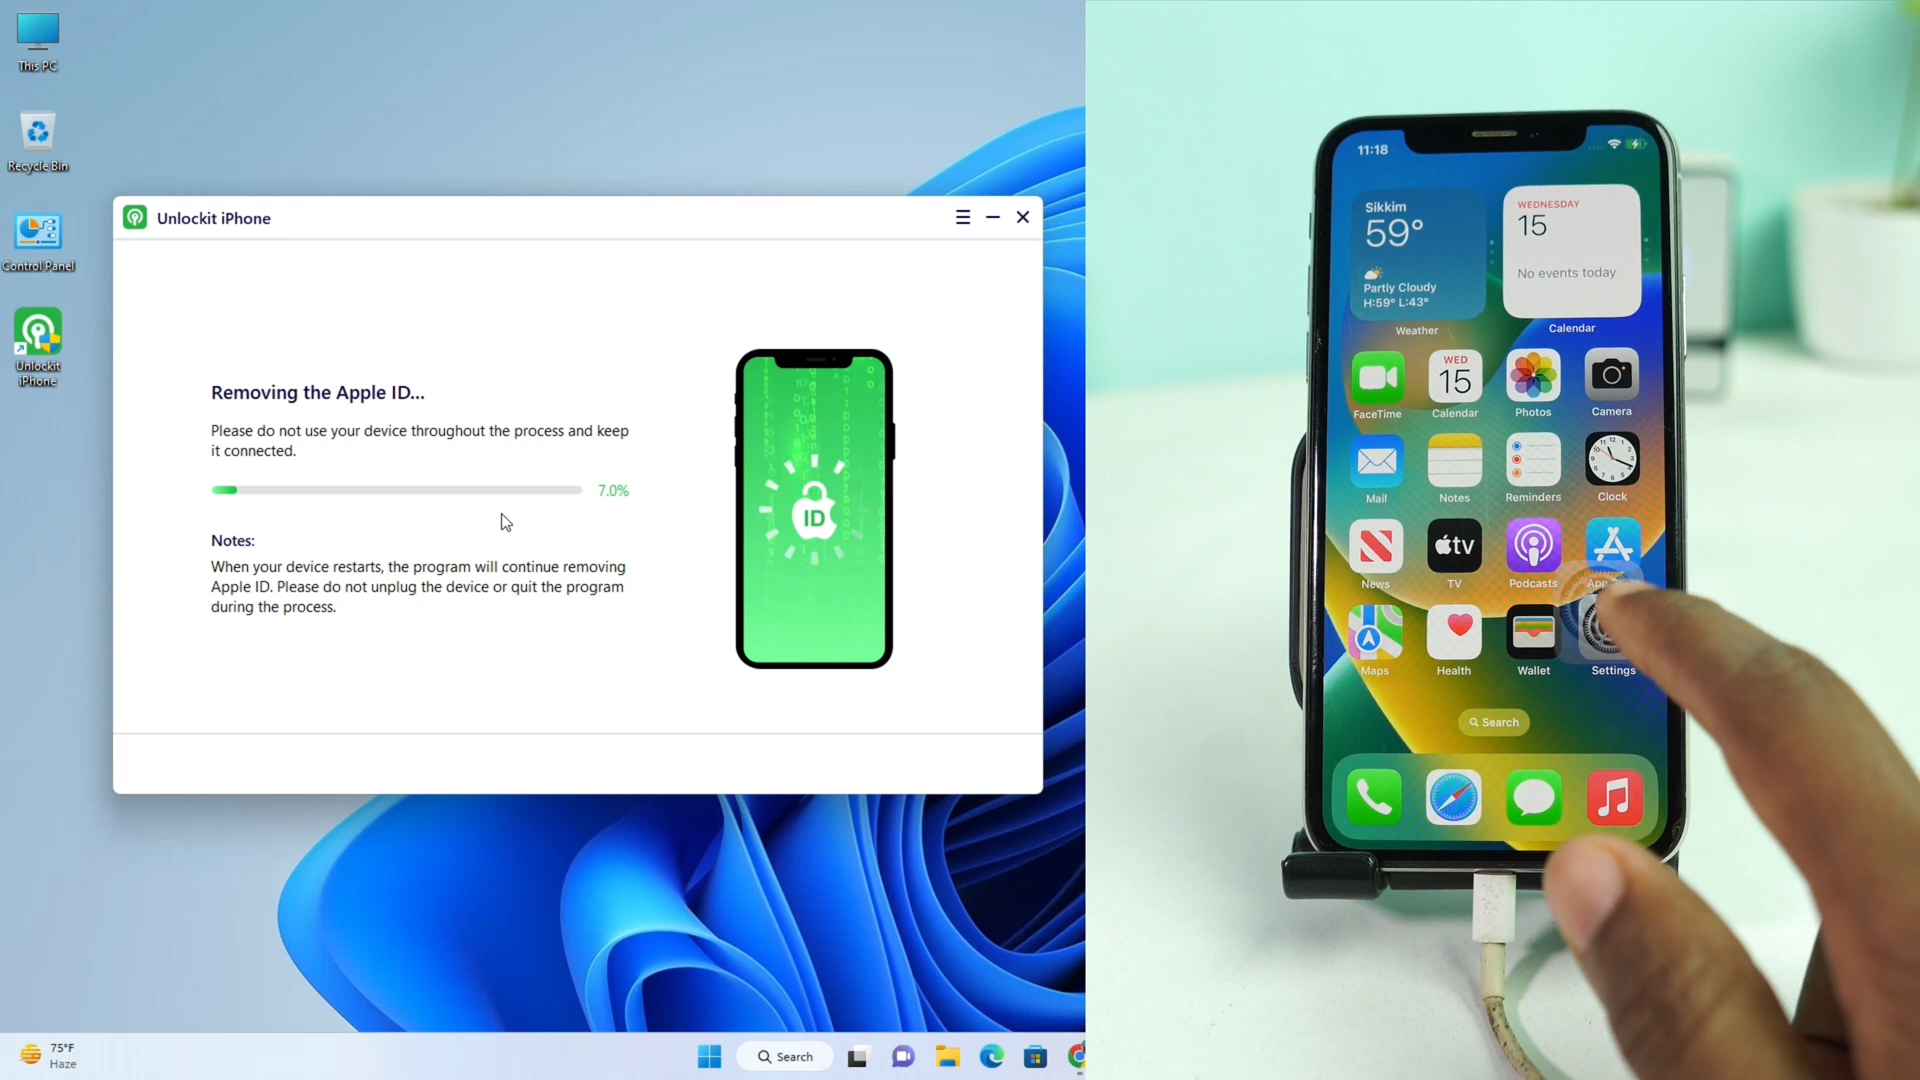 This PC
Recycle Bin
Control Panel
Unlockit
iPhone
Unlockit iPhone
Removing the Apple ID...
Please do not use your device throughout the process and keep
it connected.
7.0%
Notes:
When your device restarts, the program will continue removing
Apple ID. Please do not unplug the device or quit the program
during the process.
ID
75°F
Haze
Search
11:18
Sikkim
59°
Partly Cloudy
H:59° L:43°
Weather
WEDNESDAY
15
No events today
Calendar
WED
15
FaceTime
Calendar
Photos
Camera
Mail
Notes
Reminders
Clock
tv
News
TV
Podcasts
Maps
Health
Wallet
Settings
Search